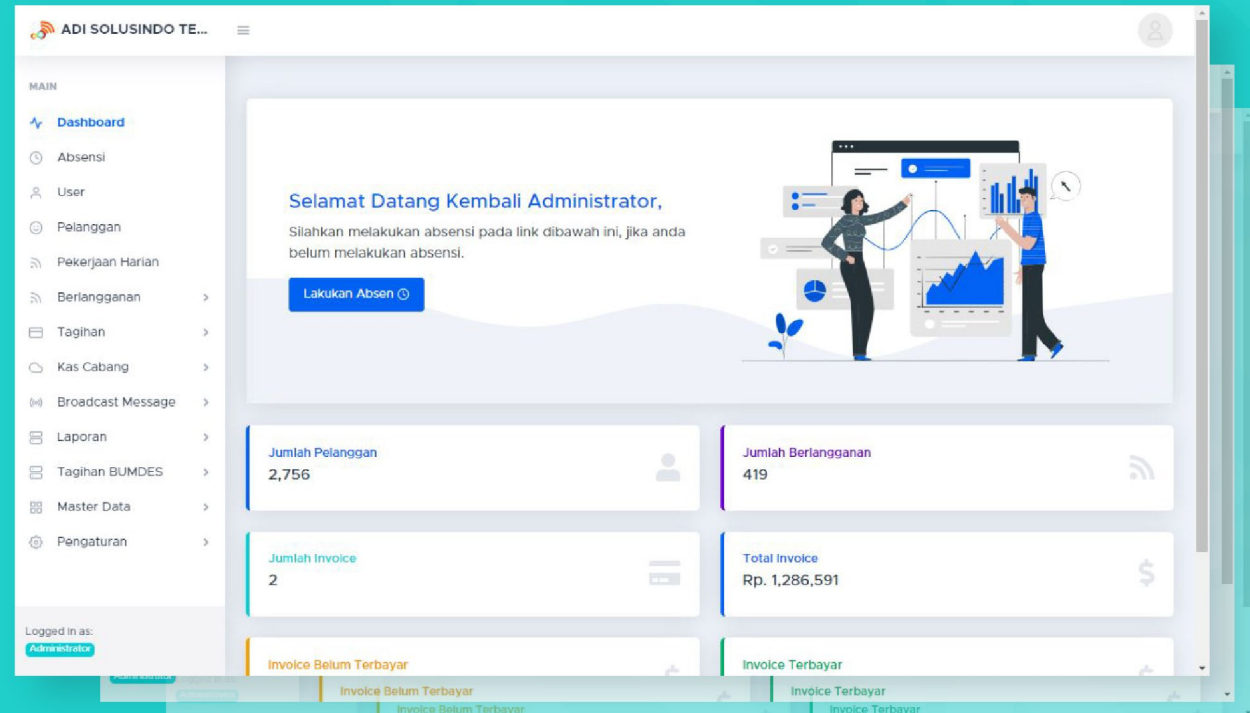 ADI SOLUSINDO TE...
MAIN
Dashboard
Absensi
User
Pelanggan
Pekerjaan Harian
Berlangganan
Tagihan
Kas Cabang
Broadcast Message
Laporan
Tagihan BUMDES
Master Data
Pengaturan
Logged in as:
Administrator
Selamat Datang Kembali Administrator,
Silahkan melakukan absensi pada link dibawah ini, jika anda
belum melakukan absensi.
Lakukan Absen
Jumlah Pelanggan
2,756
Jumlah Berlangganan
419
Jumlah Invoice
2
Total Invoice
Rp. 1,286,591
Invoice Belum Terbayar
Invoice Terbayar
Administrator
Invoice Belum Terbayar
Invoice Terbayar
Invoice Belum Terbayar
Invoice Terbayar